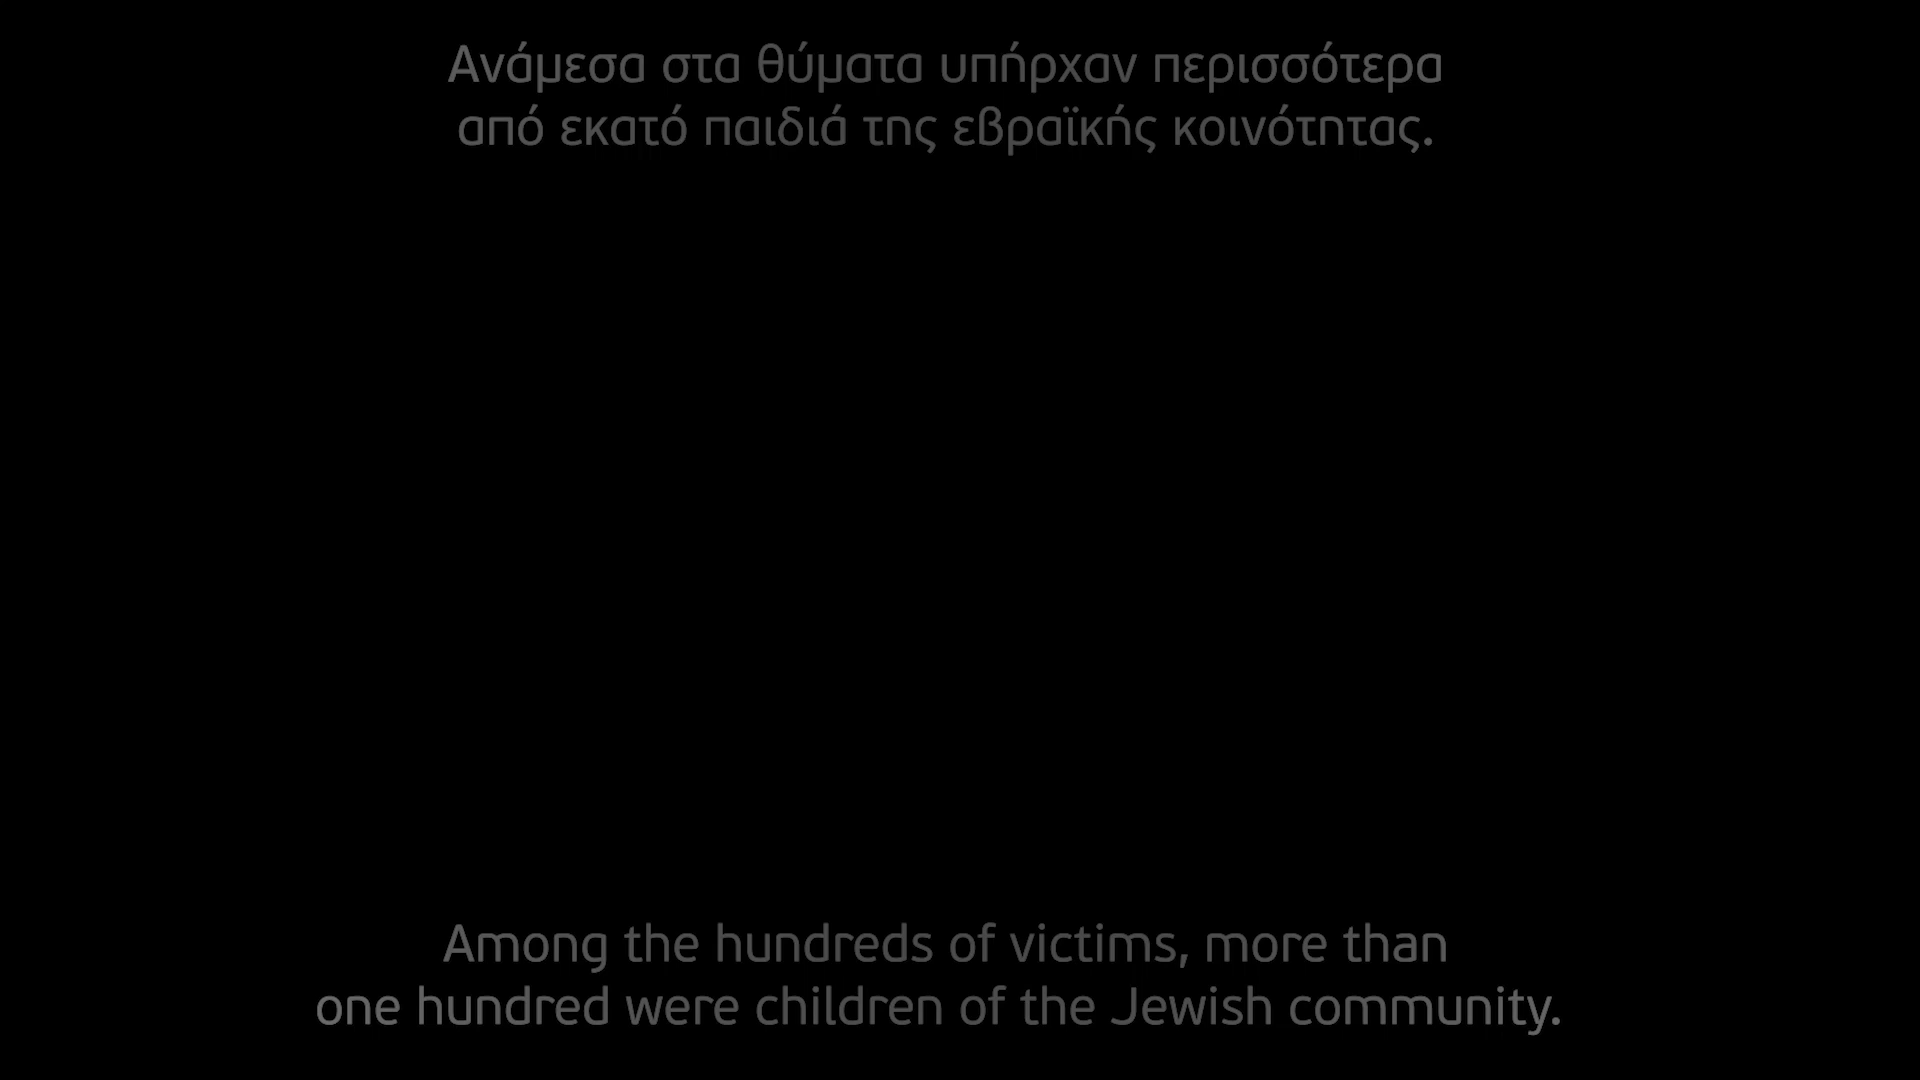 Ανάμεσα στα θύματα υπήρχαν περισσότερα
από εκατό παιδιά της εβραϊκής κοινότητας.
Among the hundreds of victims, more than
one hundred were children of the Jewish community.